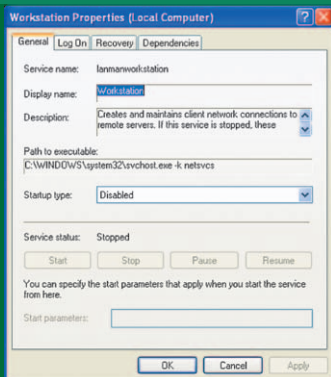 Workstation Properties (Local Computer)
General Log On Recovery Dependencies
Service name: lanmanworkstation
Display name: Workstation
Description: Creates and maintains client network connections to
remote servers. If this service is stopped, these
Path to executable:
C:\WINDOWS\system32\svchost.exe -k netsvcs
Startup type: Disabled
Service status: Stopped
Start Stop Pause Resume
You can specify the start parameters that apply when you start the service
from here.
Start parameters:
OK Cancel Apply